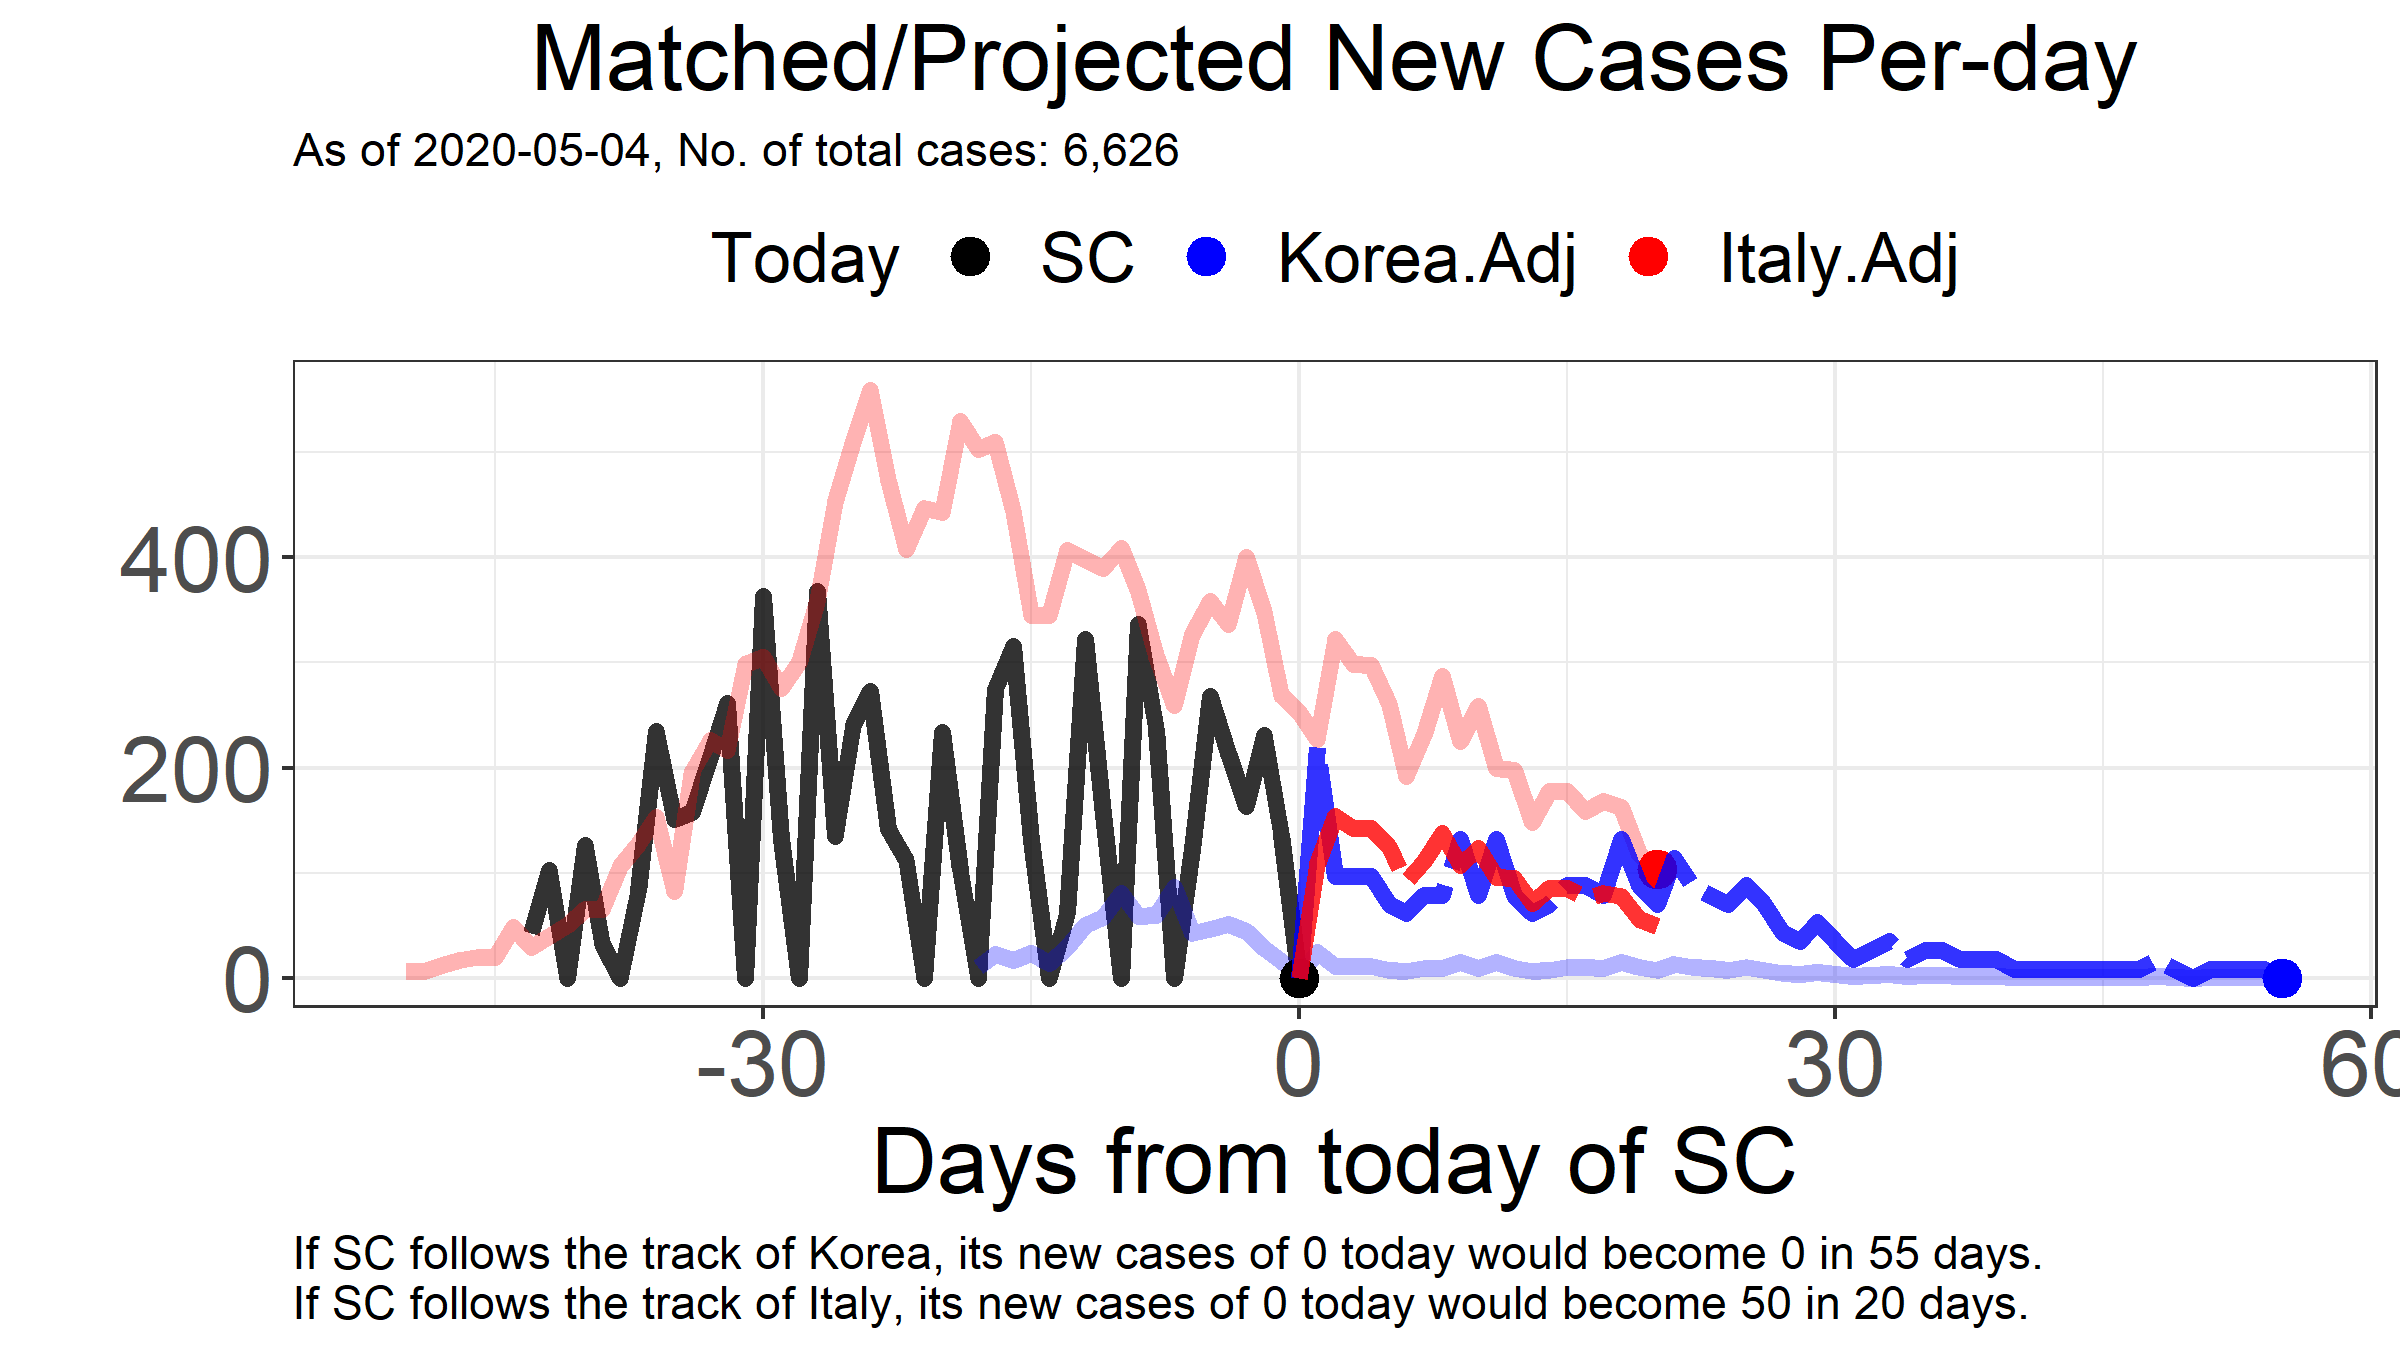 Matched/Projected New Cases Per-day
As of 2020-05-04, No. of total cases: 6,626
Today SC Korea.Adj Italy.Adj
400
200
0
-30 0 30 60
Days from today of SC
If SC follows the track of Korea, its new cases of 0 today would become 0 in 55 days.
If SC follows the track of Italy, its new cases of 0 today would become 50 in 20 days.